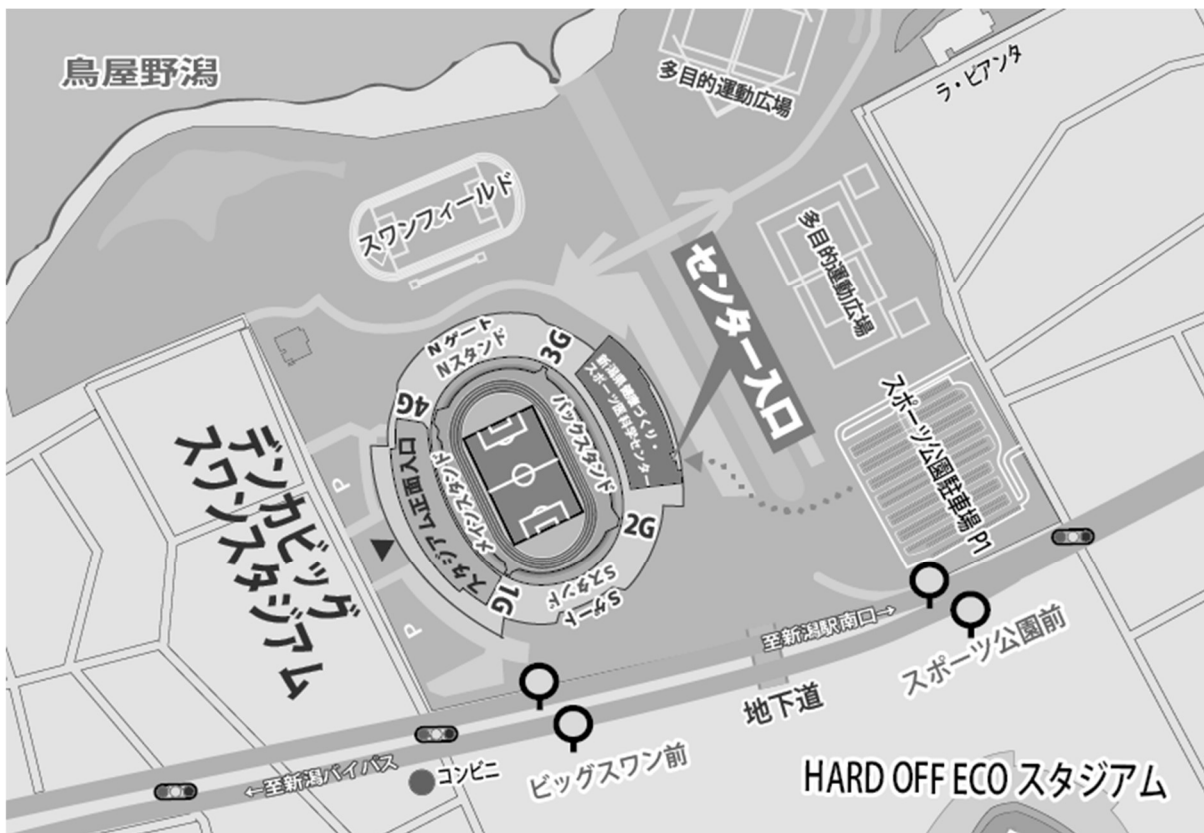 鳥屋野潟
多目的運動広場
ラ・ピアンタ
スワンフィールド
多目的運動広場
センター入口
Nゲート
Nスタンド
3G
新潟県健康づくり・
スポーツ医科学センター
4G
バックスタンド
スポーツ公園駐車場 P1
デンカビッグ
スワンスタジアム
P
スタジアム正面入口
メインスタンド
2G
1G
Sスタンド
Sゲート
P
至新潟駅南口→
スポーツ公園前
地下道
ビッグスワン前
コンビニ
←至新潟バイパス
HARD OFF ECO スタジアム